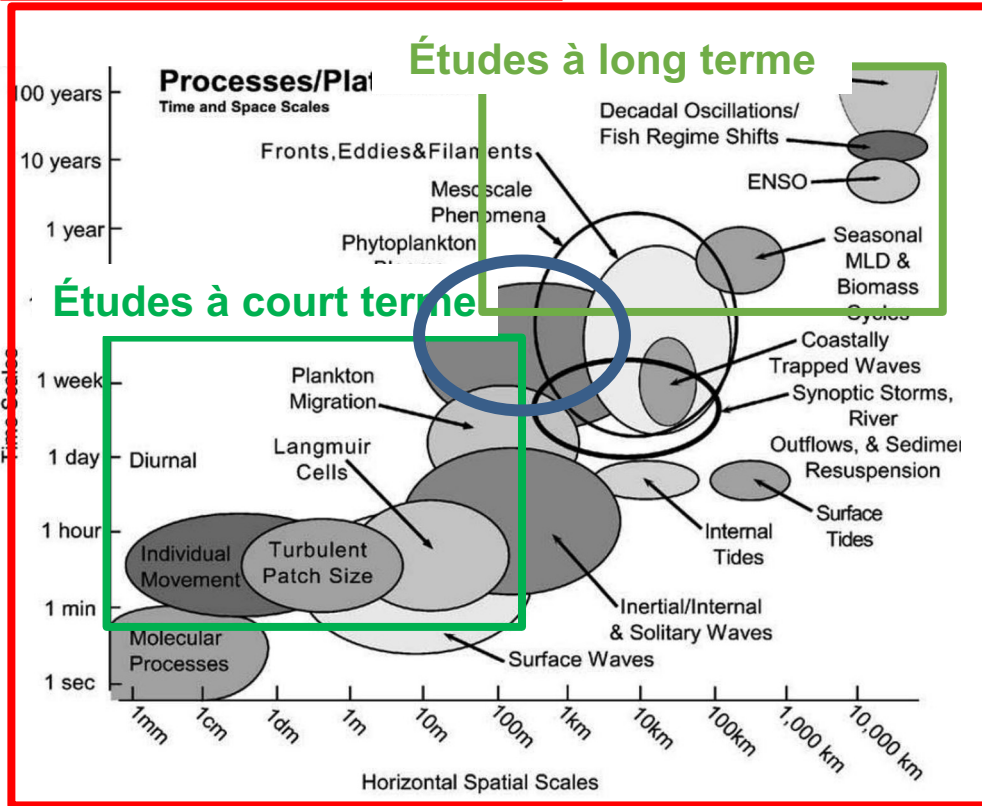 Études à long terme
Processes/Plat
Time and Space Scales
100 years
10 years
1 year
1 week
1 day
1 hour
1 min
1 sec
Decadal Oscillations/
Fish Regime Shifts
ENSO
Fronts,Eddies&Filaments
Mesoscale
Phenomena
Phytoplankton
Seasonal
MLD &
Biomass
Cycles
Études à court terme
Coastally
Trapped Waves
Plankton
Migration
Synoptic Storms,
River
Outflows, & Sedimen
Resuspension
Langmuir
Cells
Diurnal
Surface
Tides
Internal
Tides
Individual
Movement
Turbulent
Patch Size
Inertial/Internal
& Solitary Waves
Molecular
Processes
Surface Waves
1mm
1cm
1dm
1m
10m
100m
1km
10km
100km
1,000 km
10,000 km
Horizontal Spatial Scales